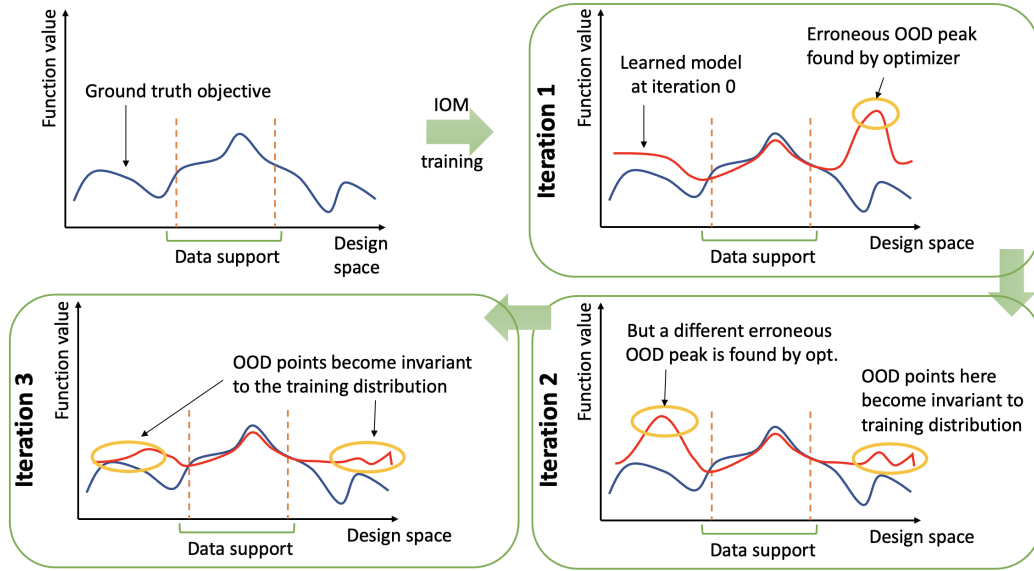 Function value
Ground truth objective
Data support
Design
space
IOM
training
Iteration 1
Function value
Learned model
at iteration 0
Erroneous OOD peak
found by optimizer
Data support
Design space
Iteration 3
Function value
OOD points become invariant
to the training distribution
Data support
Design space
Iteration 2
Function value
But a different erroneous
OOD peak is found by opt.
OOD points here
become invariant to
training distribution
Data support
Design space